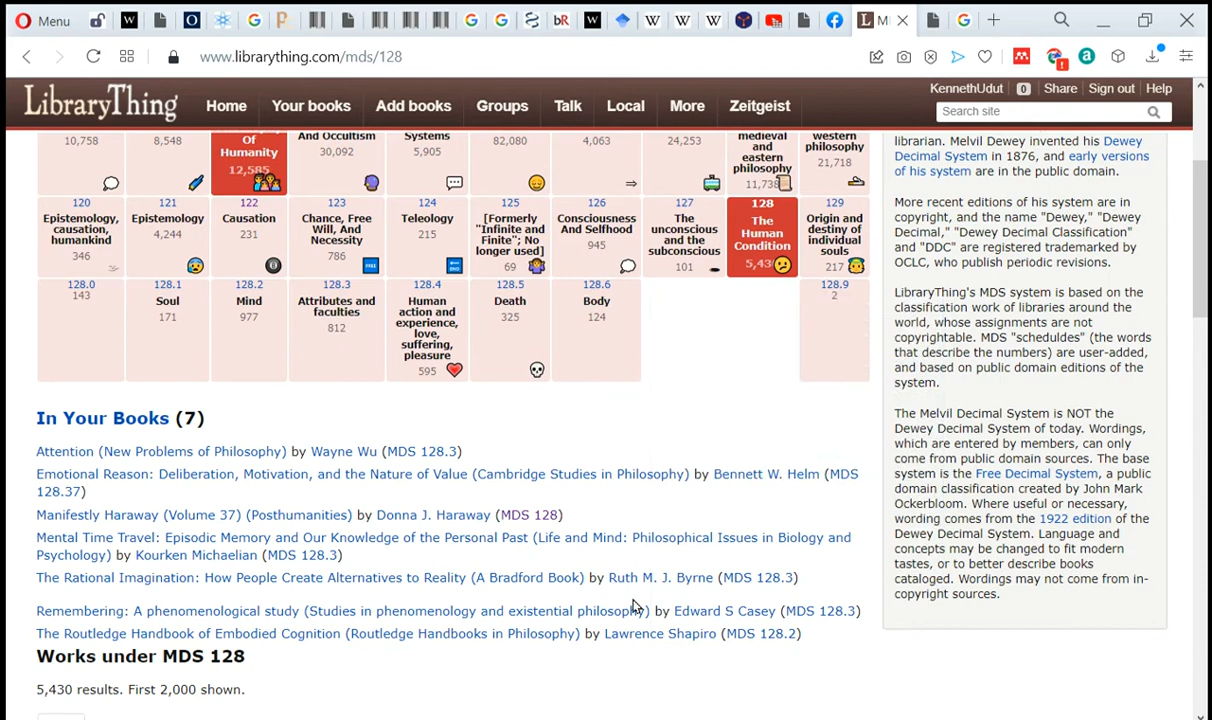 Menu
www.librarything.com/mds/128
LibraryThing
Home Your books Add books Groups Talk Local More Zeitgeist
KennethUdut 0 Share Sign out Help
Search site
10,758
8,548
Of
Humanity
12,585
And Occultism
30,092
Systems
5,905
82,080
4,063
24,253
medieval
and
eastern
philosophy
11,738
western
philosophy
21,718
120
Epistemology,
causation,
humankind
346
121
Epistemology
4,244
122
Causation
231
123
Chance, Free
Will, And
Necessity
786
FREE
124
Teleology
215
END
125
[Formerly
"Infinite and
Finite"; No
longer used]
69
126
Consciousness
And Selfhood
945
127
The
unconscious
and the
subconscious
101
128
The
Human
Condition
5,43
129
Origin and
destiny of
individual
souls
217
128.0
143
128.1
Soul
171
128.2
Mind
977
128.3
Attributes and
faculties
812
128.4
Human
action and
experience,
love,
suffering,
pleasure
595
128.5
Death
325
128.6
Body
124
128.9
2
In Your Books (7)
Attention (New Problems of Philosophy) by Wayne Wu (MDS 128.3)
Emotional Reason: Deliberation, Motivation, and the Nature of Value (Cambridge Studies in Philosophy) by Bennett W. Helm (MDS
128.37)
Manifestly Haraway (Volume 37) (Posthumanities) by Donna J. Haraway (MDS 128)
Mental Time Travel: Episodic Memory and Our Knowledge of the Personal Past (Life and Mind: Philosophical Issues in Biology and
Psychology) by Kourken Michaelian (MDS 128.3)
The Rational Imagination: How People Create Alternatives to Reality (A Bradford Book) by Ruth M. J. Byrne (MDS 128.3)
Remembering: A phenomenological study (Studies in phenomenology and existential philosophy) by Edward S Casey (MDS 128.3)
The Routledge Handbook of Embodied Cognition (Routledge Handbooks in Philosophy) by Lawrence Shapiro (MDS 128.2)
Works under MDS 128
5,430 results. First 2,000 shown.
librarian. Melvil Dewey invented his Dewey
Decimal System in 1876, and early versions
of his system are in the public domain.
More recent editions of his system are in
copyright, and the name "Dewey," "Dewey
Decimal," "Dewey Decimal Classification"
and "DDC" are registered trademarked by
OCLC, who publish periodic revisions.
LibraryThing's MDS system is based on the
classification work of libraries around the
world, whose assignments are not
copyrightable. MDS "scheduldes" (the words
that describe the numbers) are user-added,
and based on public domain editions of the
system.
The Melvil Decimal System is NOT the
Dewey Decimal System of today. Wordings,
which are entered by members, can only
come from public domain sources. The base
system is the Free Decimal System, a public
domain classification created by John Mark
Ockerbloom. Where useful or necessary,
wording comes from the 1922 edition of the
Dewey Decimal System. Language and
concepts may be changed to fit modern
tastes, or to better describe books
cataloged. Wordings may not come from in-
copyright sources.